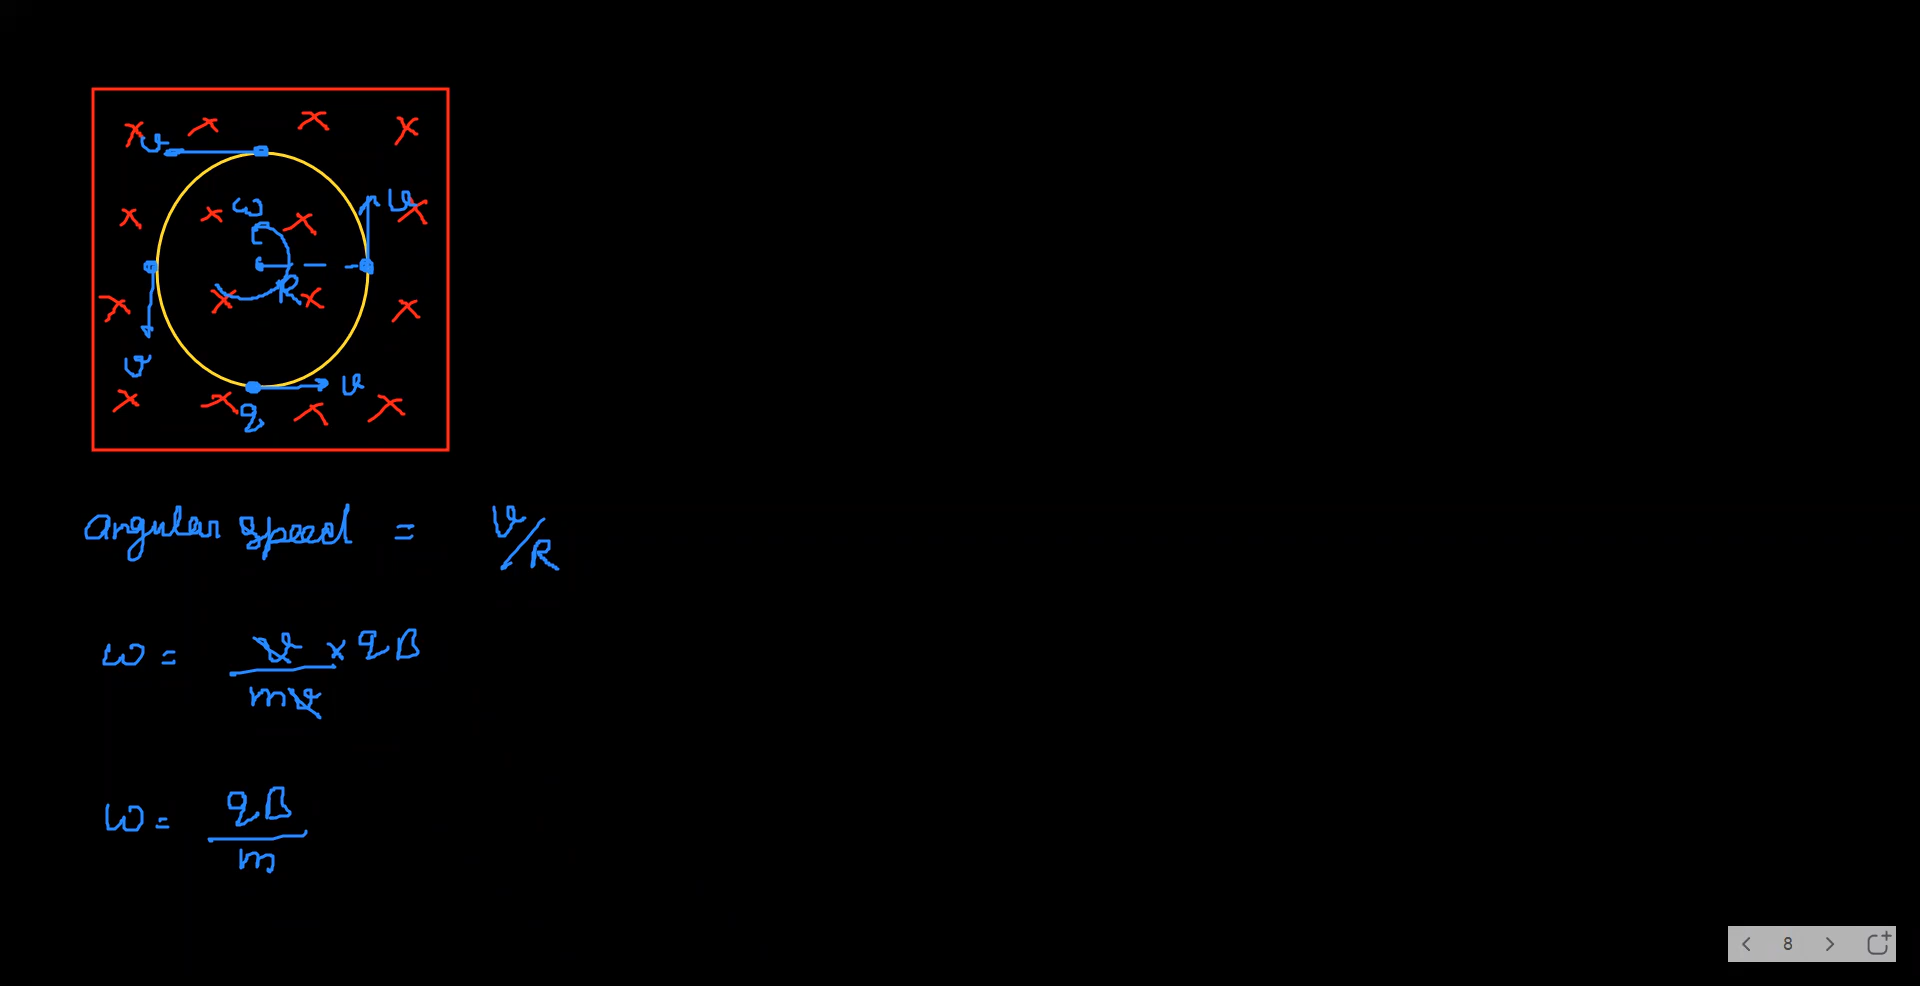 x x x x
v
x x x x
ω
v
R
x x x x
v
v
x x x x
q
angular speed = v/R
ω = v × qB / mv
ω = qB / m
8